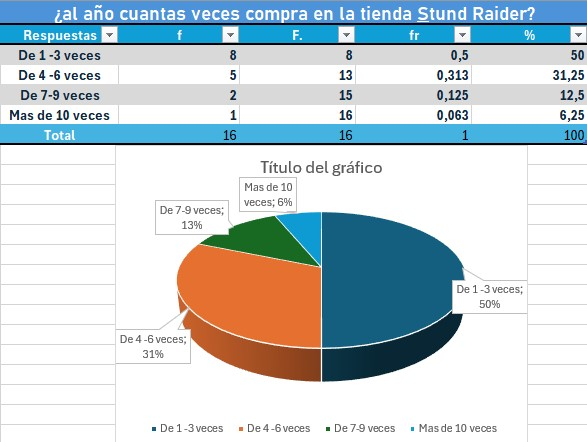 ¿al año cuantas veces compra en la tienda Stund Raider?
Respuestas f F. fr %
De 1 -3 veces 8 8 0,5 50
De 4 -6 veces 5 13 0,313 31,25
De 7-9 veces 2 15 0,125 12,5
Mas de 10 veces 1 16 0,063 6,25
Total 16 16 1 100
Título del gráfico
Mas de 10
veces; 6%
De 7-9 veces;
13%
De 1 -3 veces;
50%
De 4 -6 veces;
31%
De 1 -3 veces De 4 -6 veces De 7-9 veces Mas de 10 veces